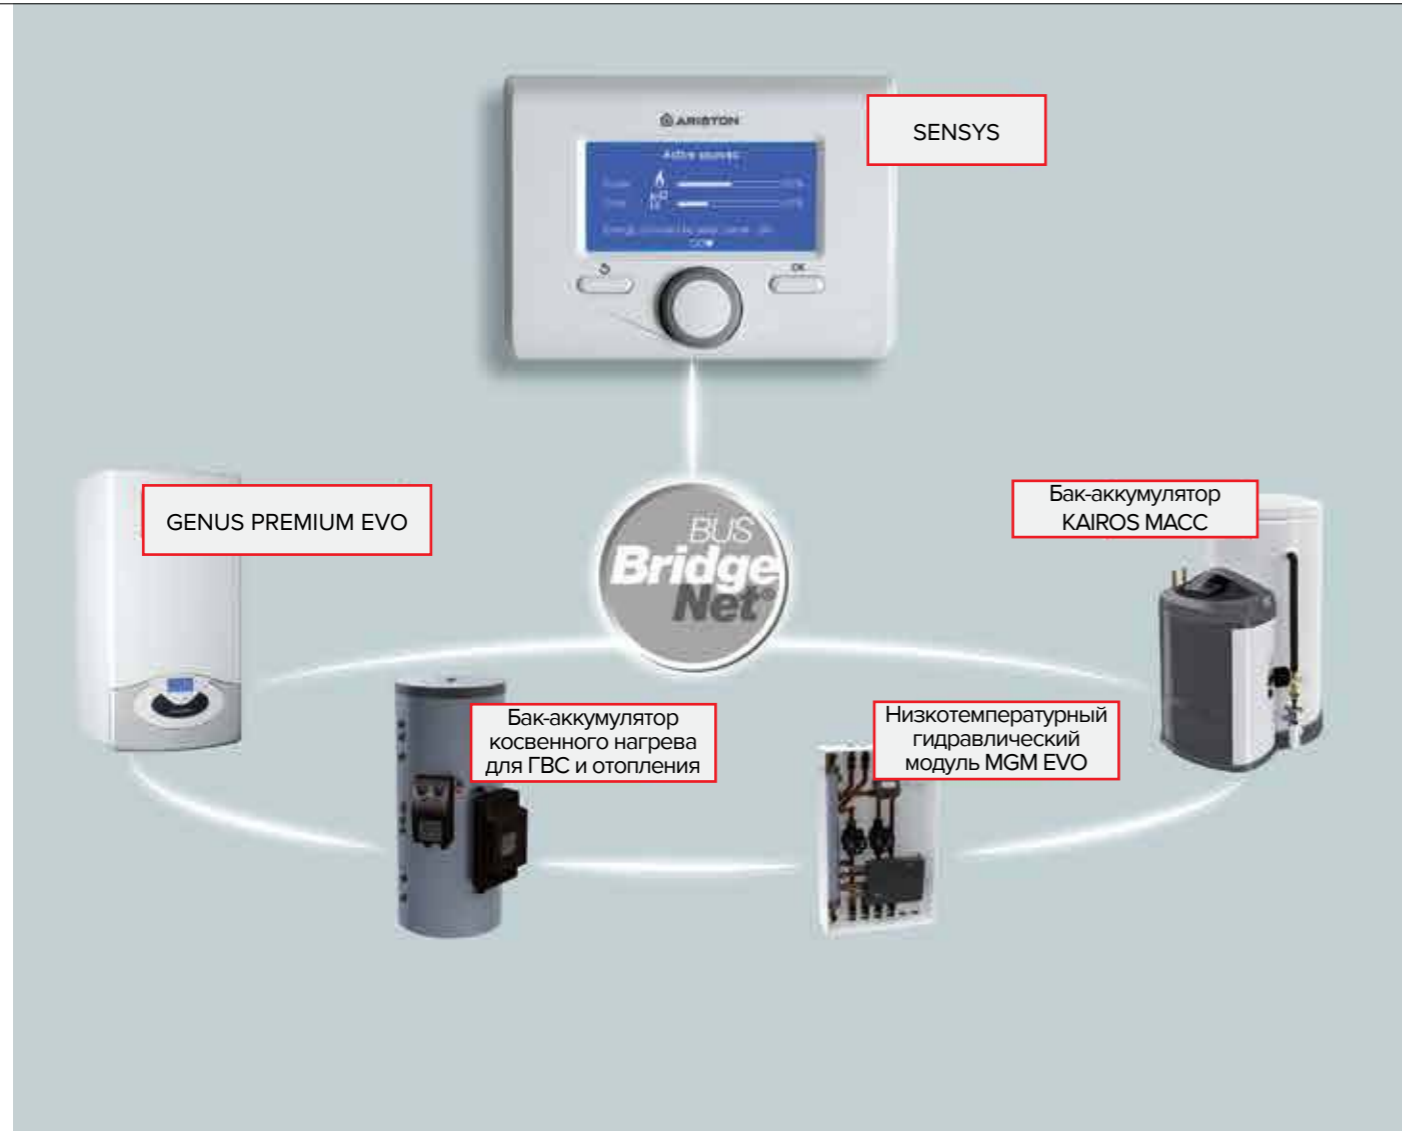 ARISTON
SENSYS
OK
GENUS PREMIUM EVO
BUS
Bridge
Net®
Бак-аккумулятор
KAIROS MACC
Бак-аккумулятор
косвенного нагрева
для ГВС и отопления
Низкотемпературный
гидравлический
модуль MGM EVO